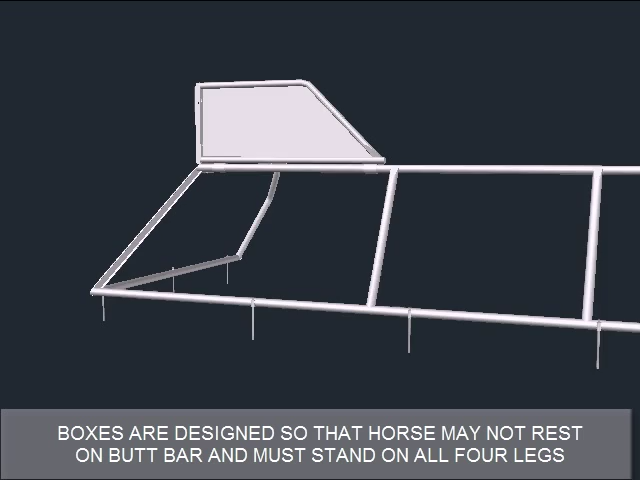 BOXES ARE DESIGNED SO THAT HORSE MAY NOT REST
ON BUTT BAR AND MUST STAND ON ALL FOUR LEGS